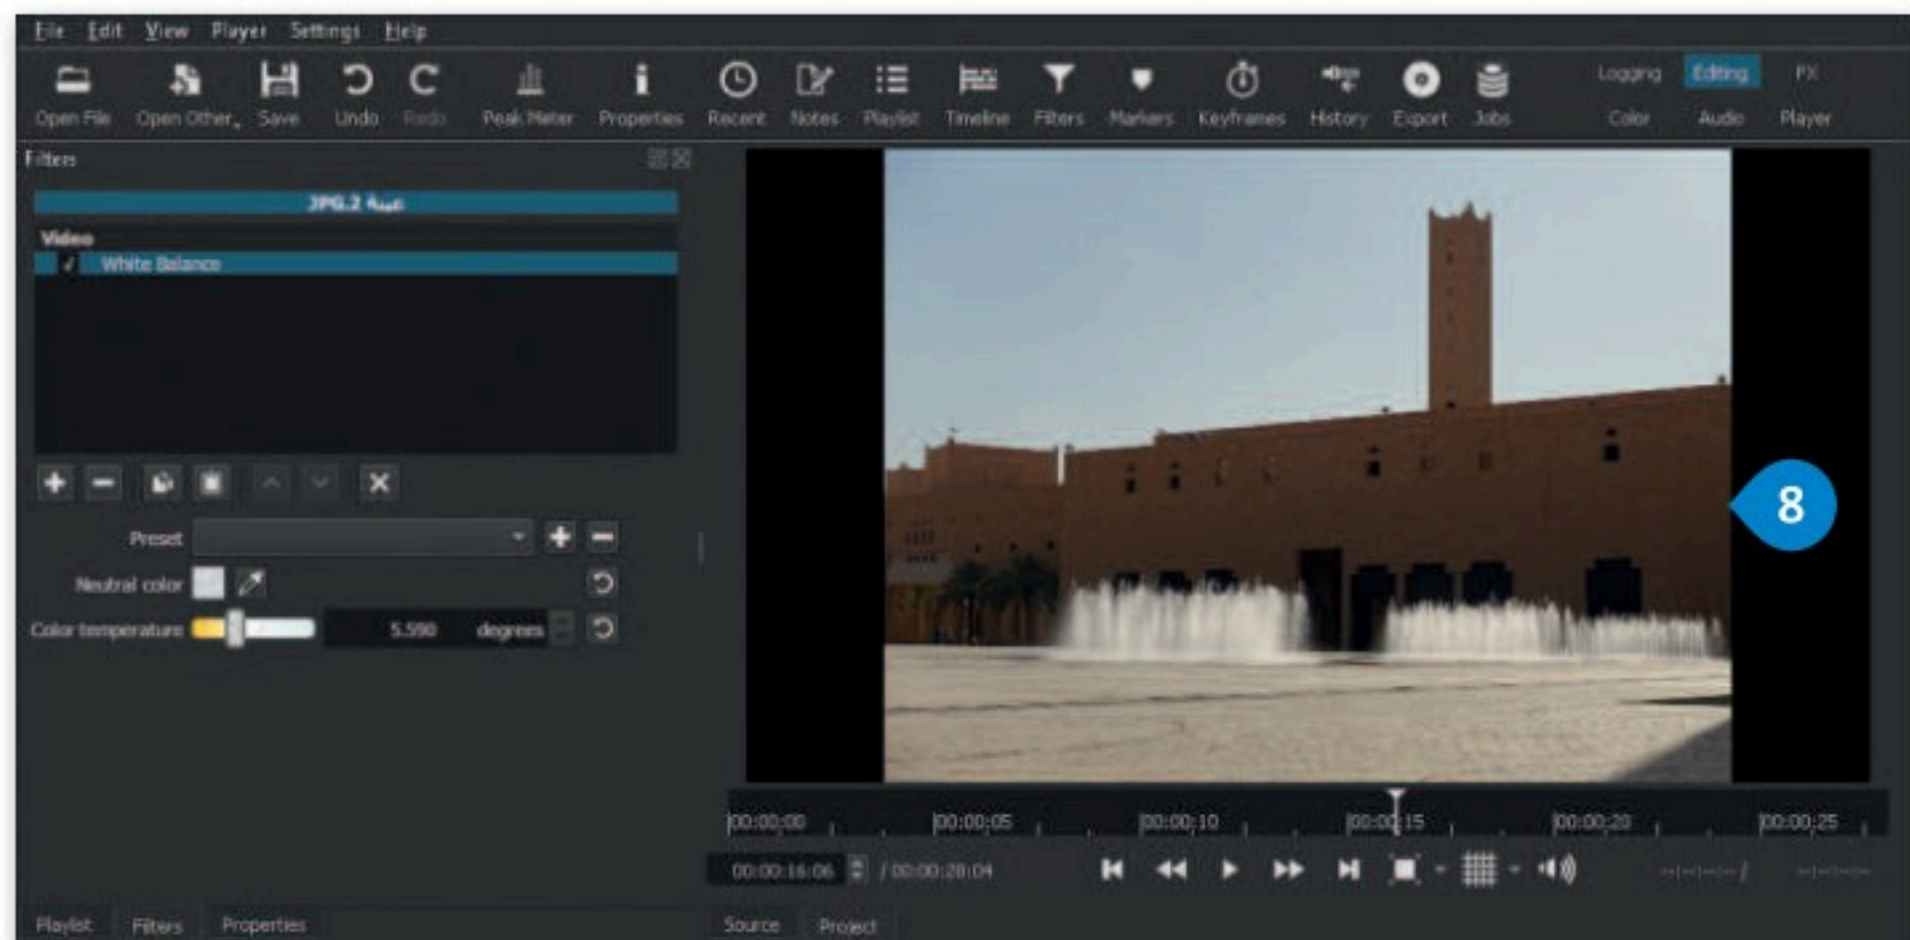 File Edit View Player Settings Help
Open File Open Other Save Undo Redo Peak Meter Properties Recent Notes Playlist Timeline Filters Markers Keyframes History Export Jobs
Logging Editing FX
Color Audio Player
Filters
عينة 2.JPG
Video
White Balance
Preset
Neutral color
Color temperature 5.590 degrees
8
00:00:00 00:00:05 00:00:10 00:00:15 00:00:20 00:00:25
00:00:16:06 / 00:00:28:04
Playlist Filters Properties
Source Project